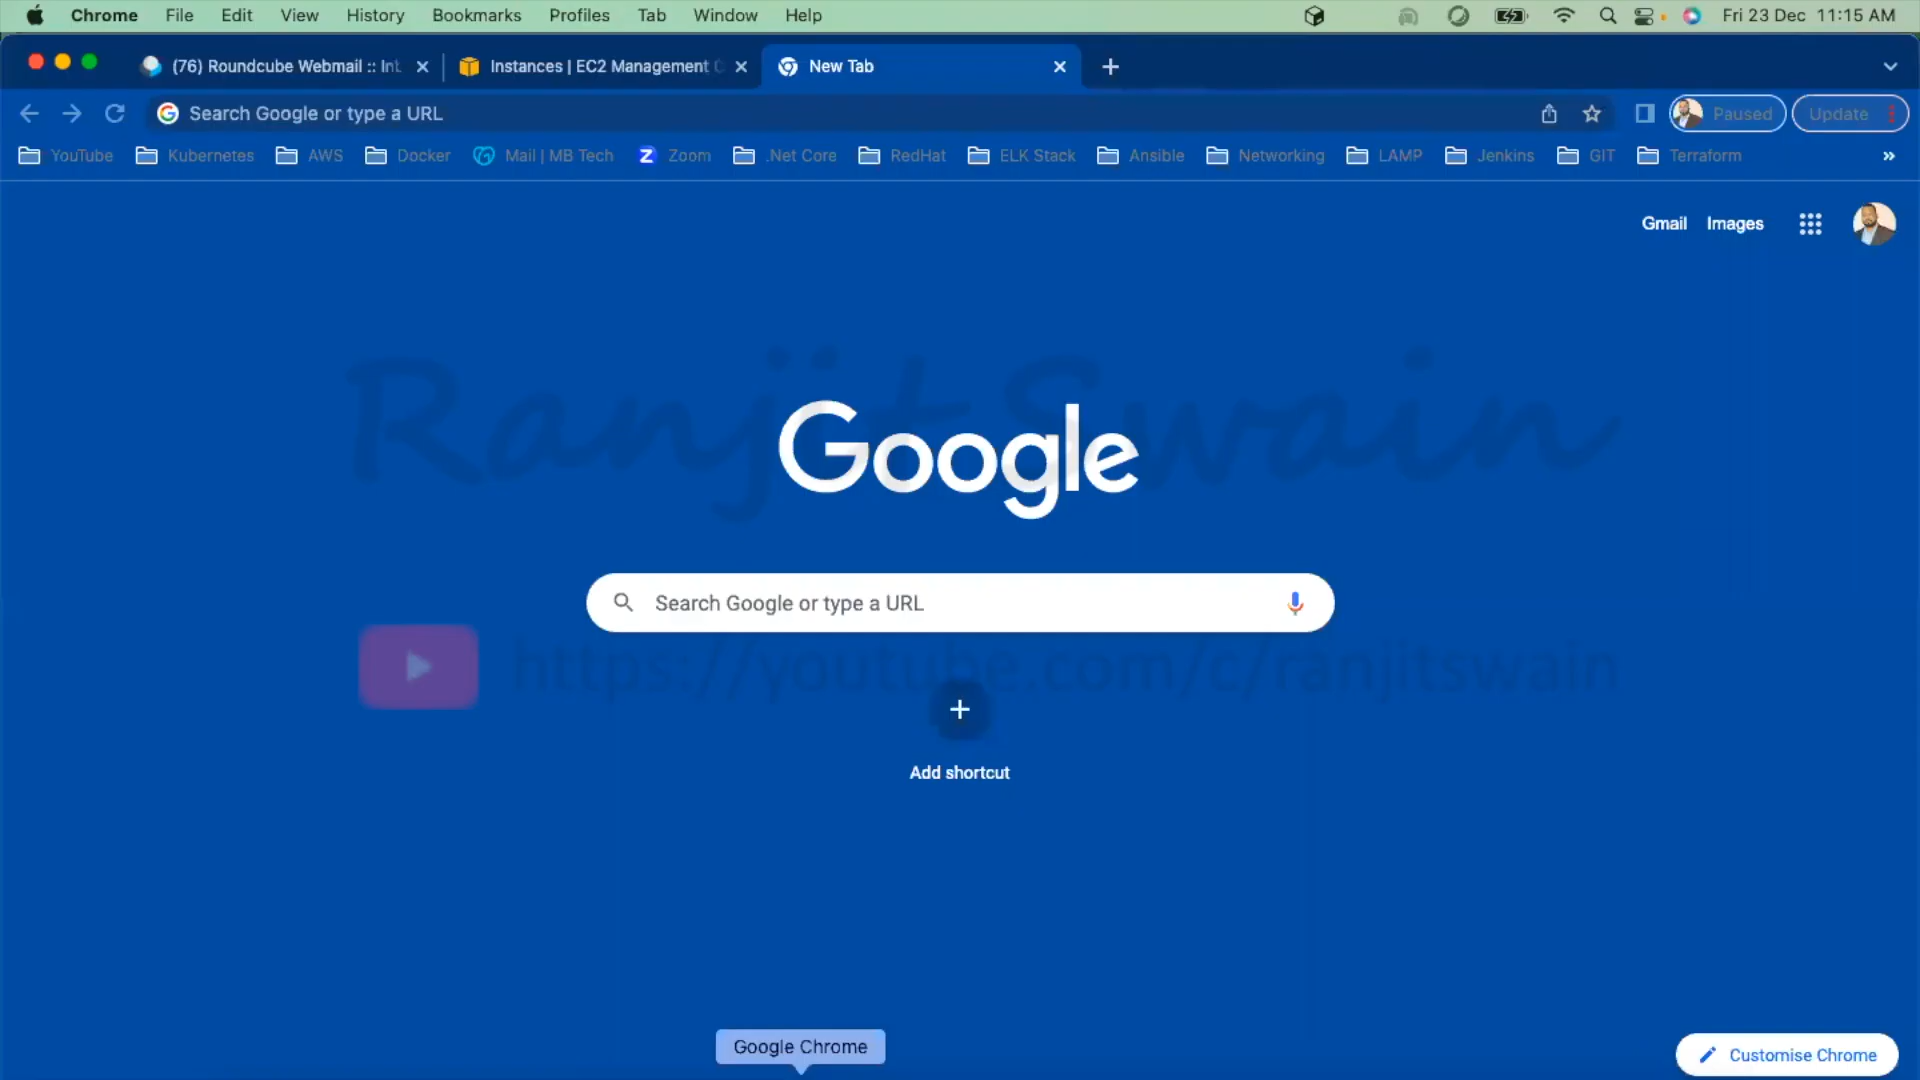 Chrome File Edit View History Bookmarks Profiles Tab Window Help Fri 23 Dec 11:15 AM
(76) Roundcube Webmail :: Int Instances | EC2 Management C New Tab
Search Google or type a URL Paused Update
YouTube Kubernetes AWS Docker Mail | MB Tech Zoom .Net Core RedHat ELK Stack Ansible Networking LAMP Jenkins GIT Terraform
Gmail Images
Ranjit Swain
Google
Search Google or type a URL
https://youtube.com/c/ranjitswain
Add shortcut
Google Chrome
Customise Chrome